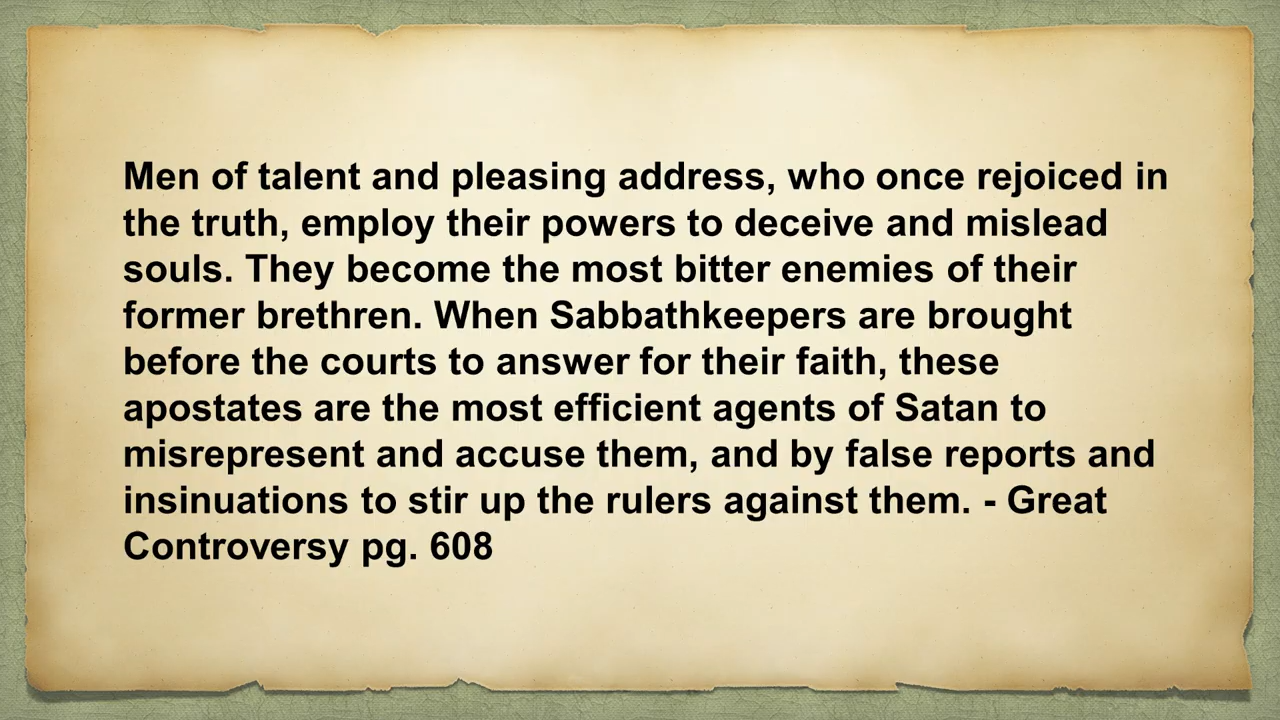 Men of talent and pleasing address, who once rejoiced in
the truth, employ their powers to deceive and mislead
souls. They become the most bitter enemies of their
former brethren. When Sabbathkeepers are brought
before the courts to answer for their faith, these
apostates are the most efficient agents of Satan to
misrepresent and accuse them, and by false reports and
insinuations to stir up the rulers against them. - Great
Controversy pg. 608